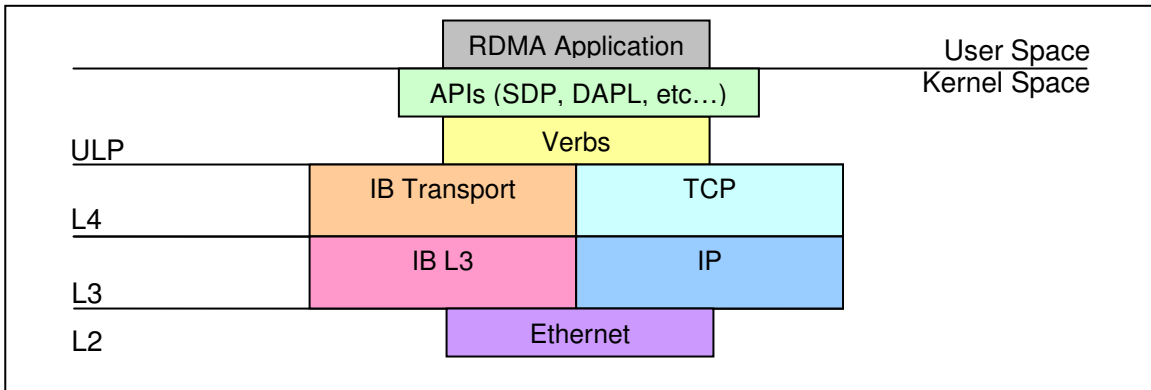 RDMA Application
User Space
Kernel Space
APIs (SDP, DAPL, etc…)
Verbs
ULP
IB Transport
TCP
L4
IB L3
IP
L3
Ethernet
L2